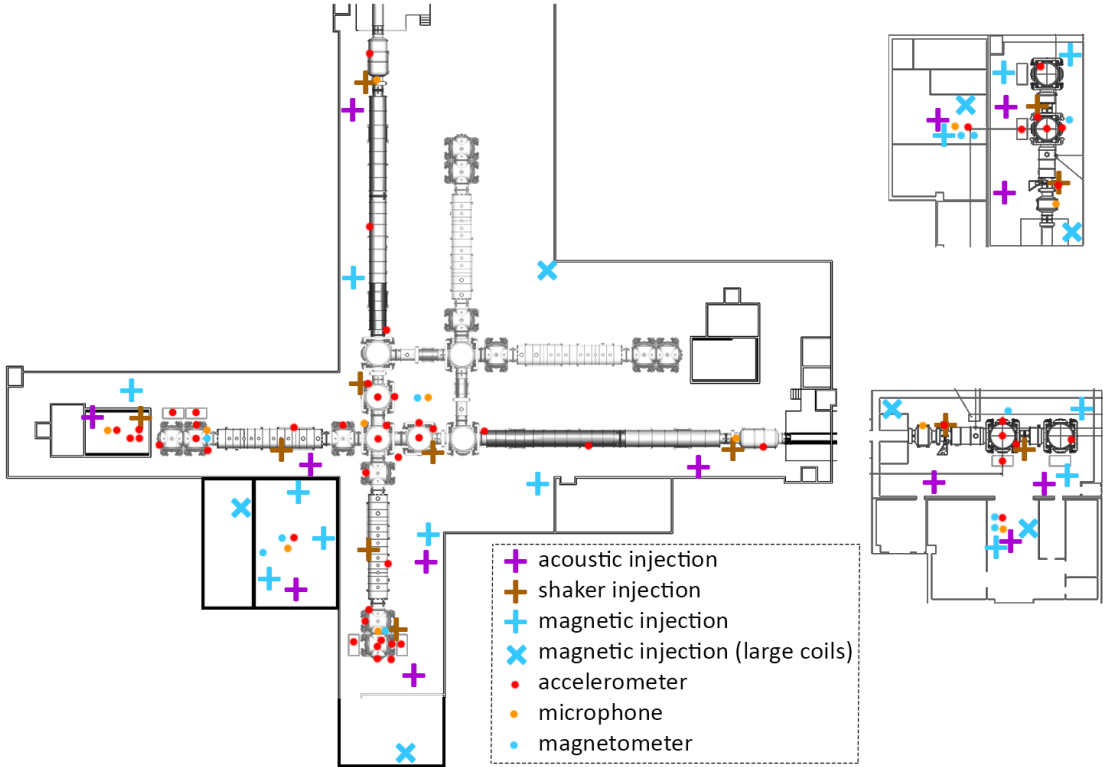 acoustic injection
shaker injection
magnetic injection
magnetic injection (large coils)
accelerometer
microphone
magnetometer